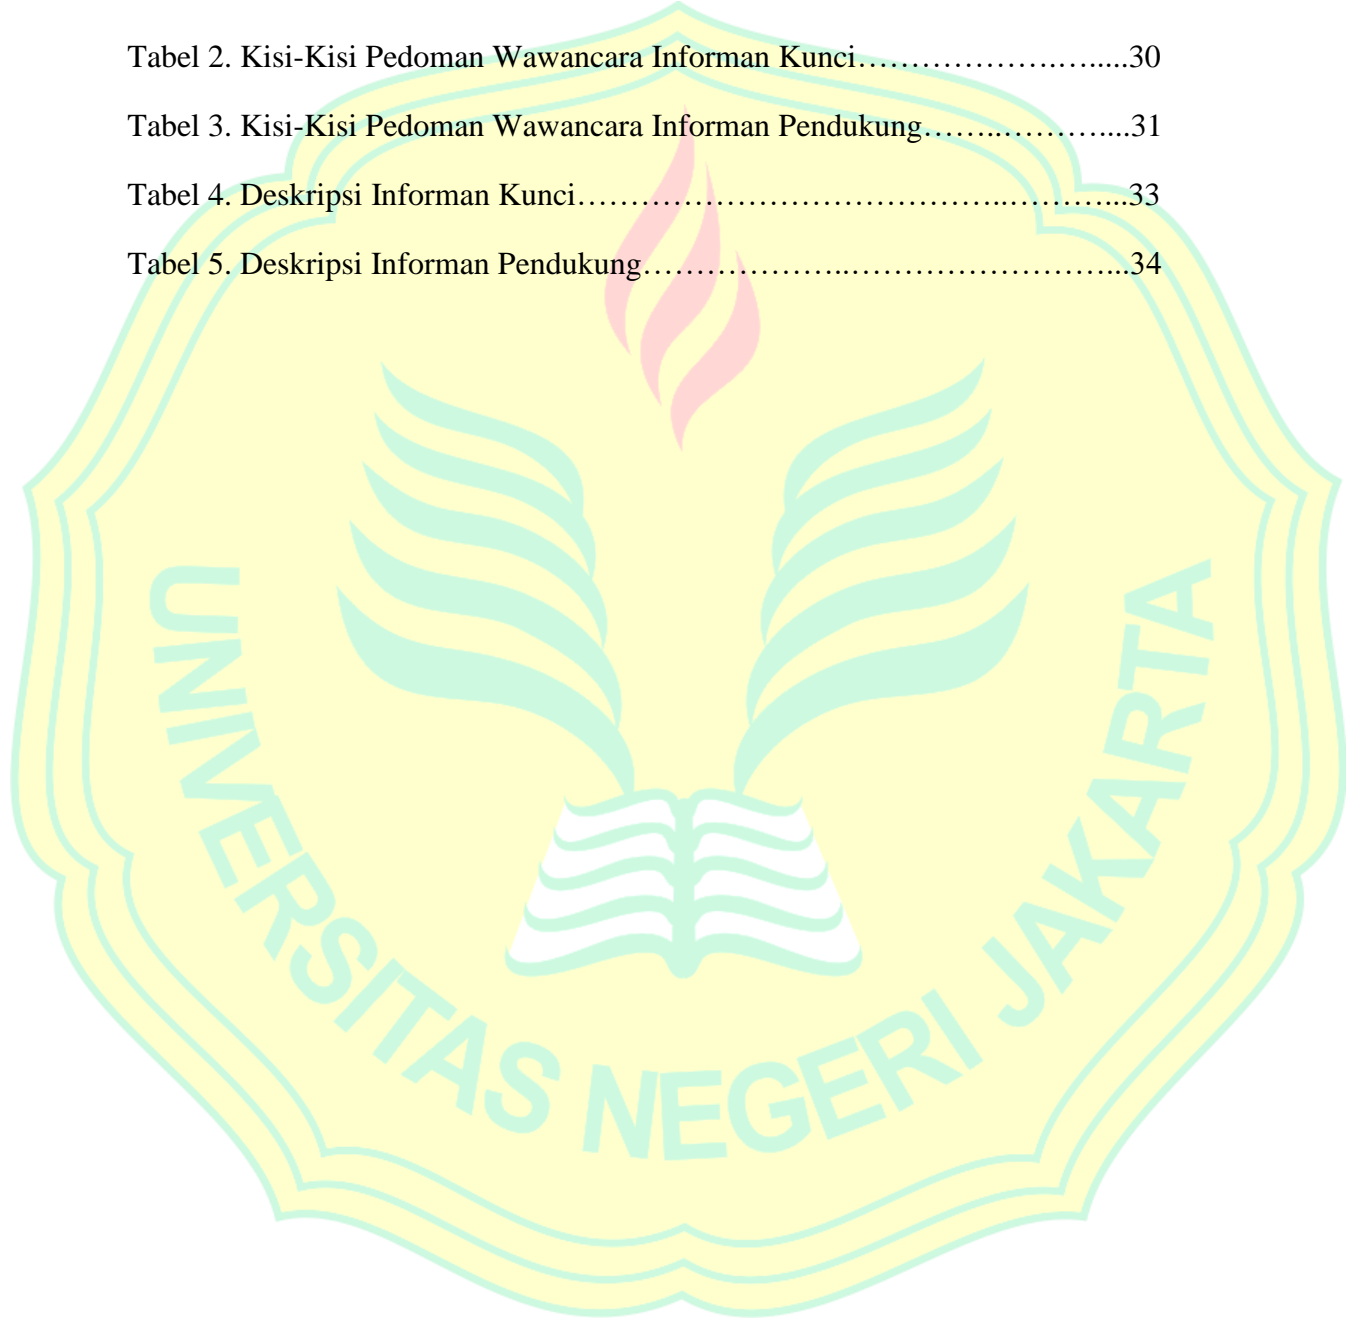 Tabel 2. Kisi-Kisi Pedoman Wawancara Informan Kunci……………….….....30
Tabel 3. Kisi-Kisi Pedoman Wawancara Informan Pendukung……..………....31
Tabel 4. Deskripsi Informan Kunci…………………………………..………...33
Tabel 5. Deskripsi Informan Pendukung………………..……………………...34
UNIVERSITAS NEGERI JAKARTA